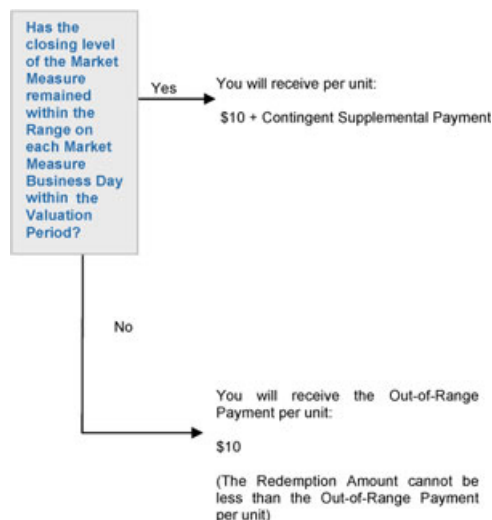 Has the
closing level
of the Market
Measure
remained
within the
Range on
each Market
Measure
Business Day
within the
Valuation
Period?
Yes
You will receive per unit:
$10 + Contingent Supplemental Payment
No
You will receive the Out-of-Range
Payment per unit:
$10
(The Redemption Amount cannot be
less than the Out-of-Range Payment
per unit)